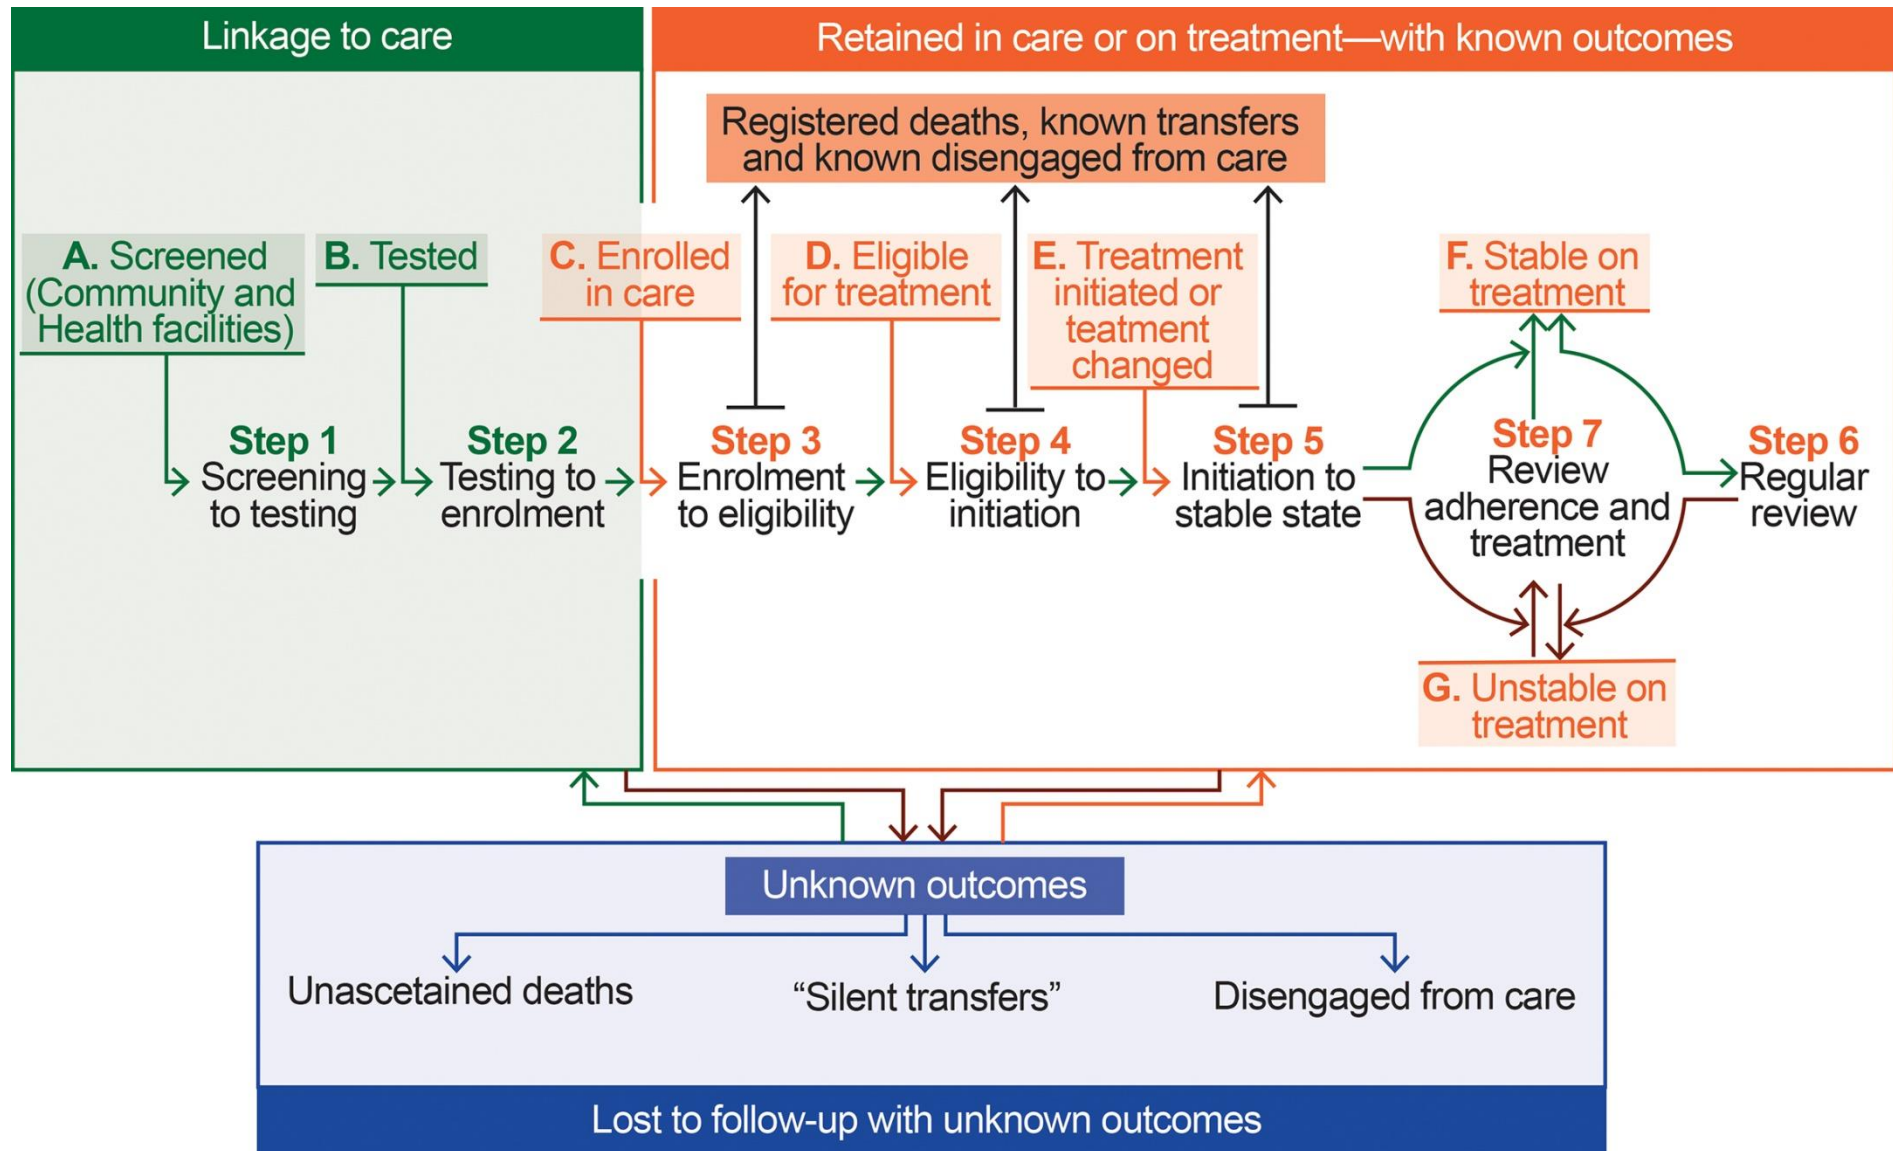 Linkage to care
Retained in care or on treatment—with known outcomes
Registered deaths, known transfers
and known disengaged from care
A. Screened
(Community and
Health facilities)
B. Tested
C. Enrolled
in care
D. Eligible
for treatment
E. Treatment
initiated or
teatment
changed
F. Stable on
treatment
Step 1
Screening
to testing
Step 2
Testing to
enrolment
Step 3
Enrolment
to eligibility
Step 4
Eligibility to
initiation
Step 5
Initiation to
stable state
Step 7
Review
adherence and
treatment
Step 6
Regular
review
G. Unstable on
treatment
Unknown outcomes
Unascetained deaths
“Silent transfers”
Disengaged from care
Lost to follow-up with unknown outcomes